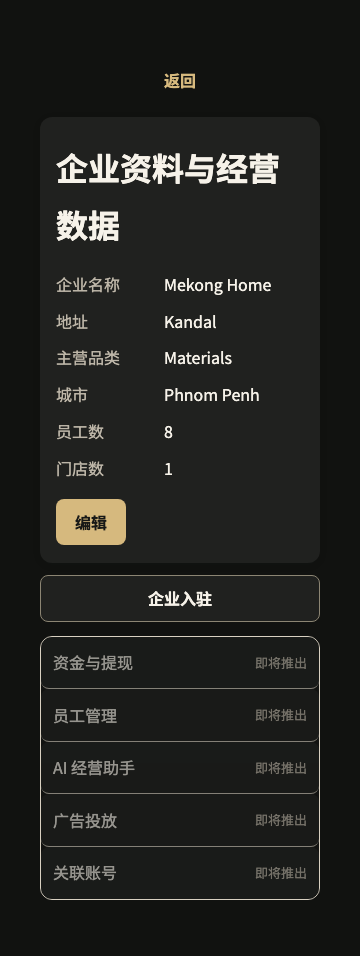 返回
企业资料与经营
数据
企业名称 Mekong Home
地址 Kandal
主营品类 Materials
城市 Phnom Penh
员工数 8
门店数 1
编辑
企业入驻
资金与提现 即将推出
员工管理 即将推出
AI 经营助手 即将推出
广告投放 即将推出
关联账号 即将推出